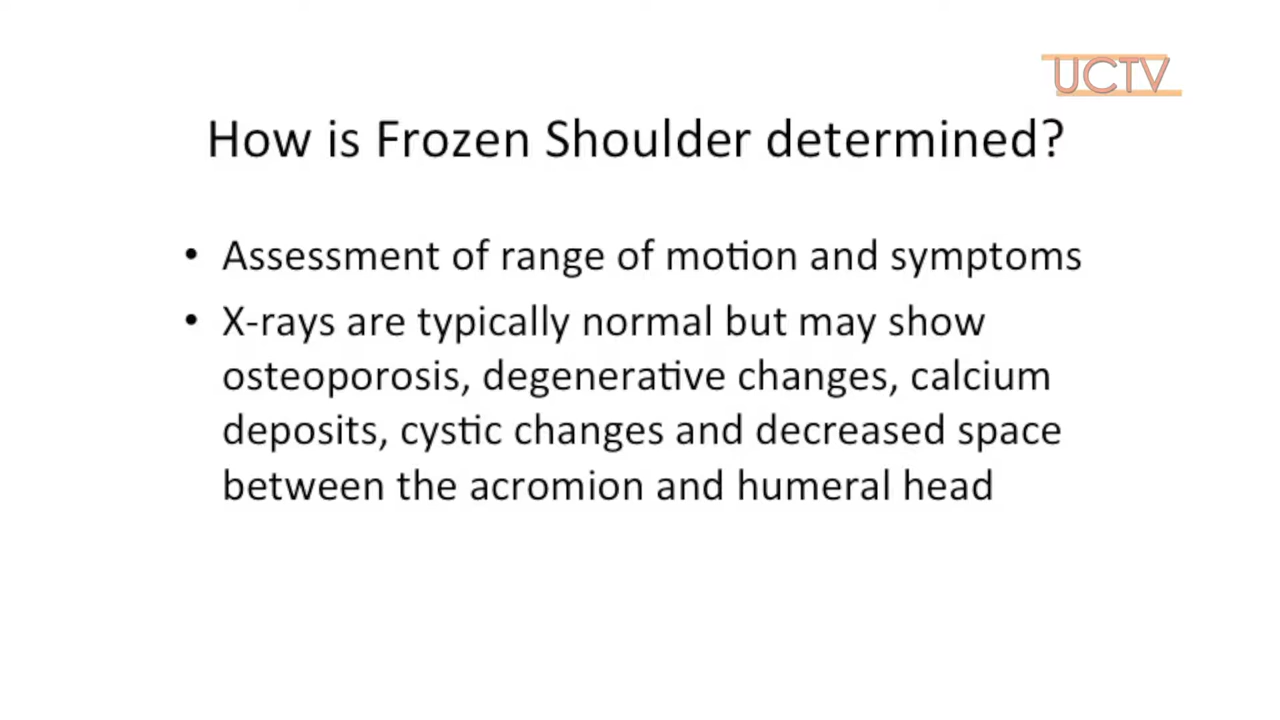 UCTV
How is Frozen Shoulder determined?
• Assessment of range of motion and symptoms
• X-rays are typically normal but may show
osteoporosis, degenerative changes, calcium
deposits, cystic changes and decreased space
between the acromion and humeral head